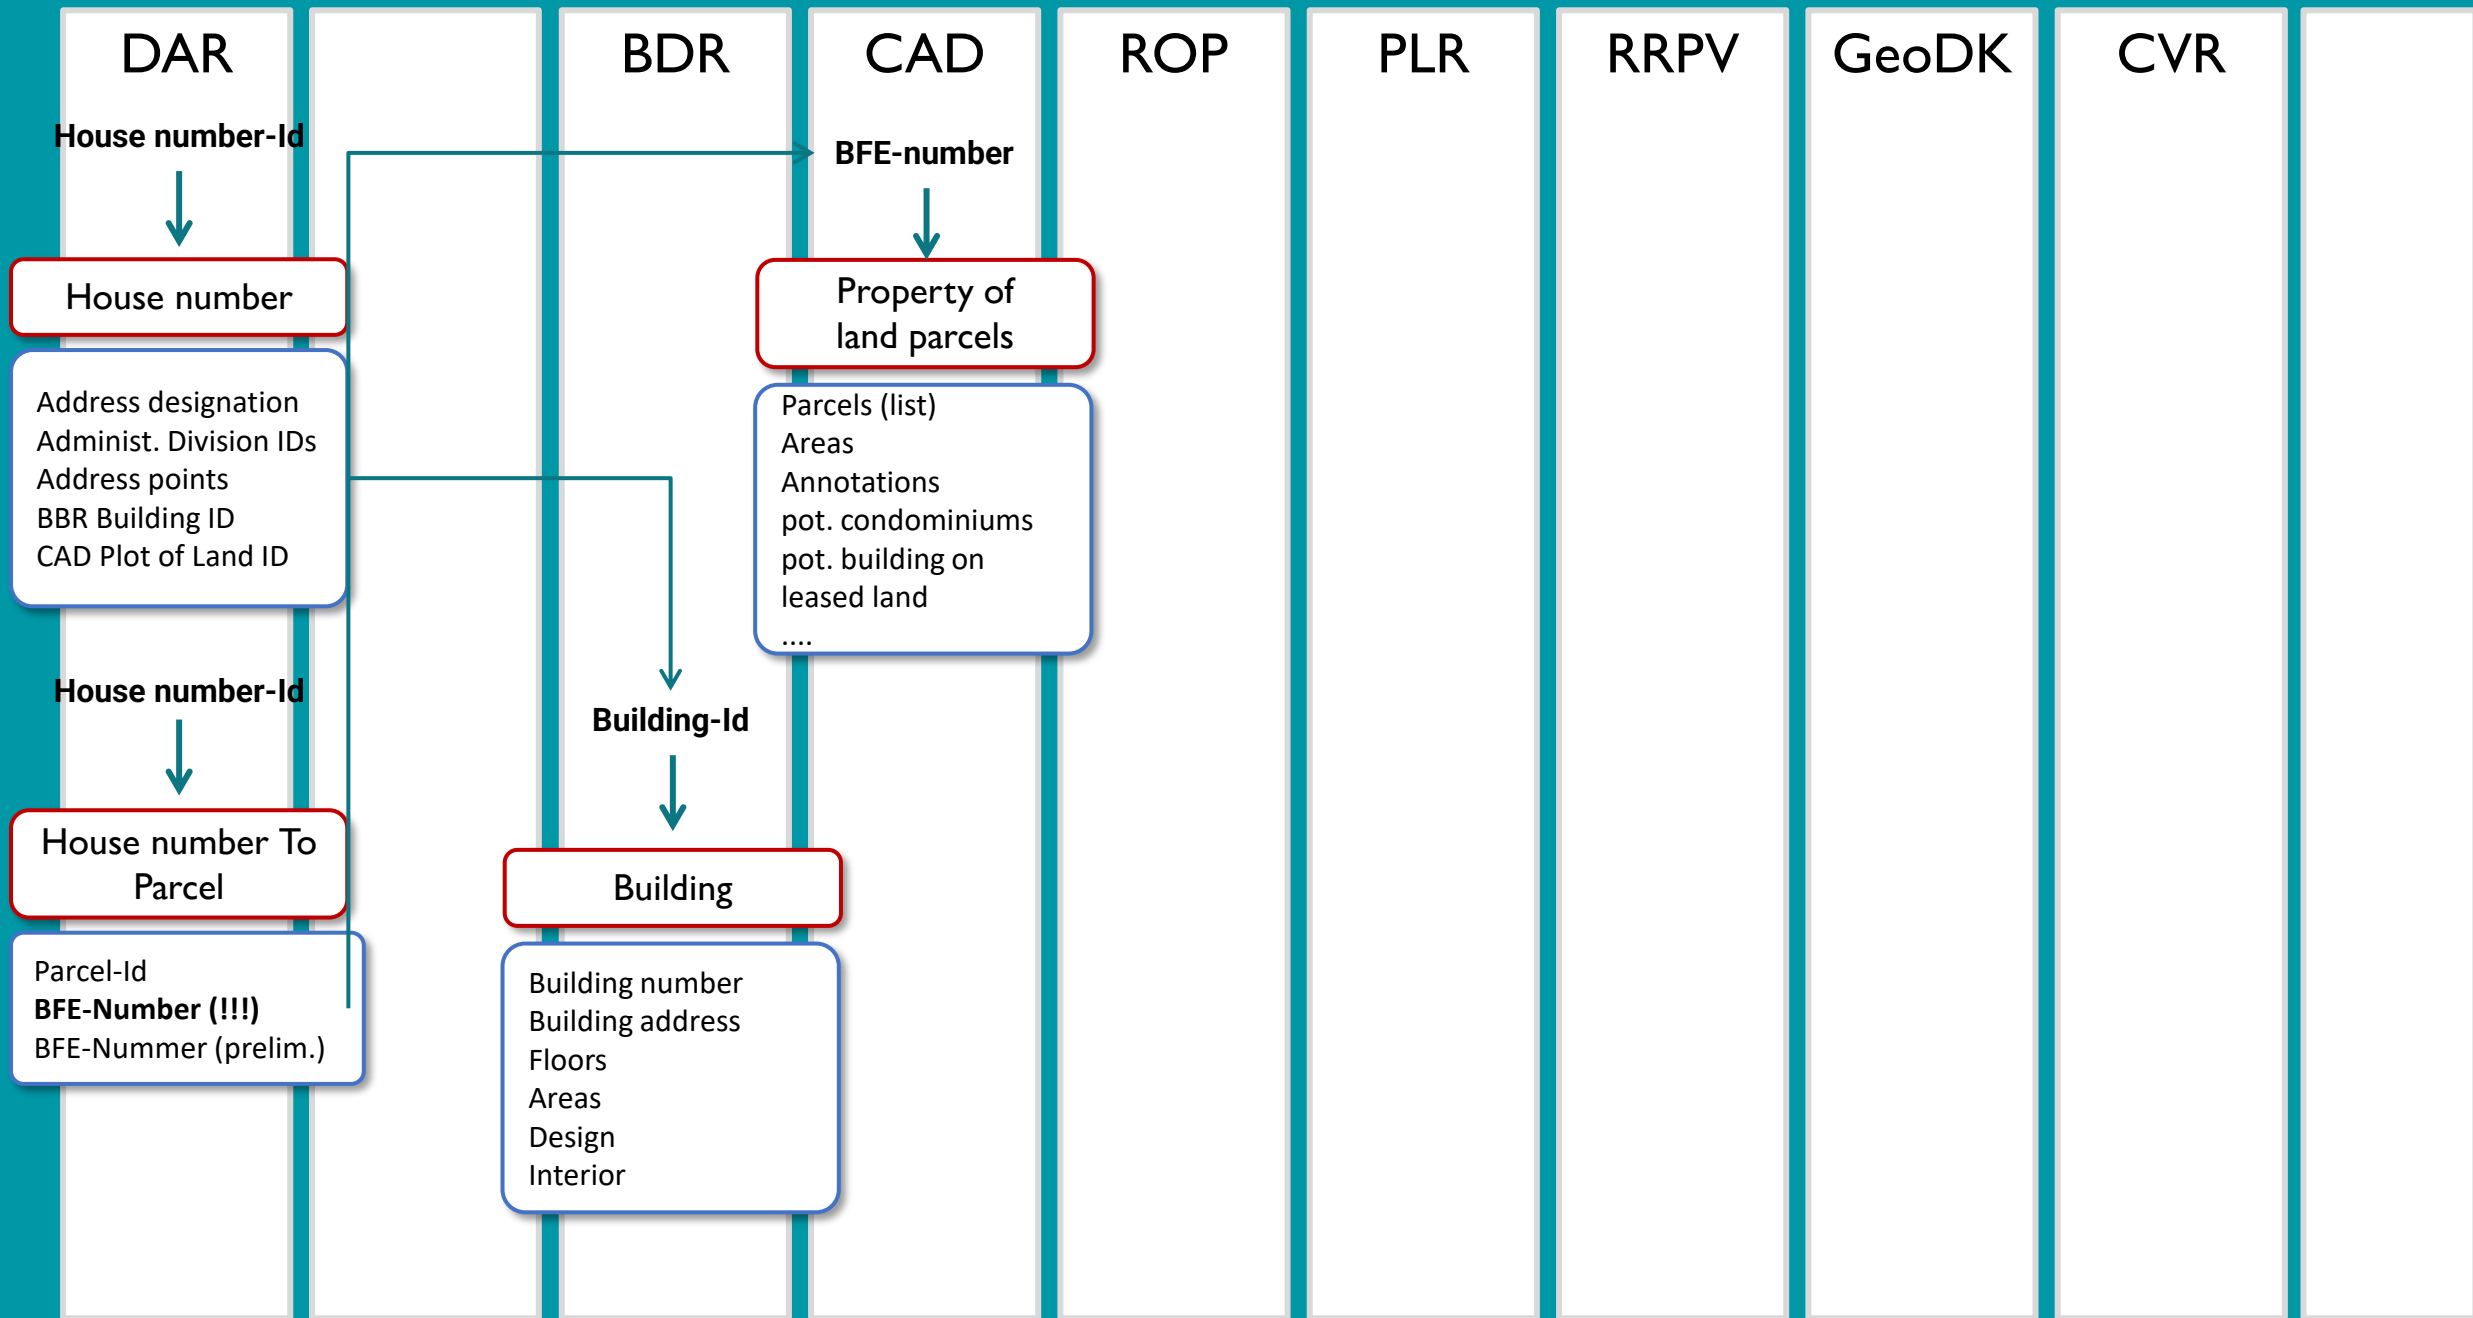 DAR
BDR
CAD
ROP
PLR
RRPV
GeoDK
CVR
House number-Id
House number
Address designation
Administ. Division IDs
Address points
BBR Building ID
CAD Plot of Land ID
House number-Id
House number To
Parcel
Parcel-Id
BFE-Number (!!!)
BFE-Nummer (prelim.)
Building-Id
Building
Building number
Building address
Floors
Areas
Design
Interior
BFE-number
Property of
land parcels
Parcels (list)
Areas
Annotations
pot. condominiums
pot. building on
leased land
....